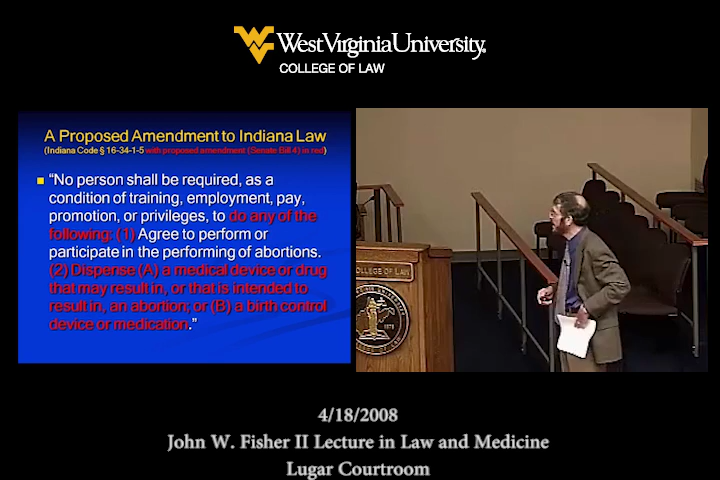 WestVirginiaUniversity.
COLLEGE OF LAW
A Proposed Amendment to Indiana Law
(Indiana Code § 16-34-1-5 with proposed amendment (Senate Bill 4) in red)
"No person shall be required, as a
condition of training, employment, pay,
promotion, or privileges, to do any of the
following: (1) Agree to perform or
participate in the performing of abortions.
(2) Dispense (A) a medical device or drug
that may result in, or that is intended to
result in, an abortion; or (B) a birth control
device or medication."
COLLEGE OF LAW
4/18/2008
John W. Fisher II Lecture in Law and Medicine
Lugar Courtroom